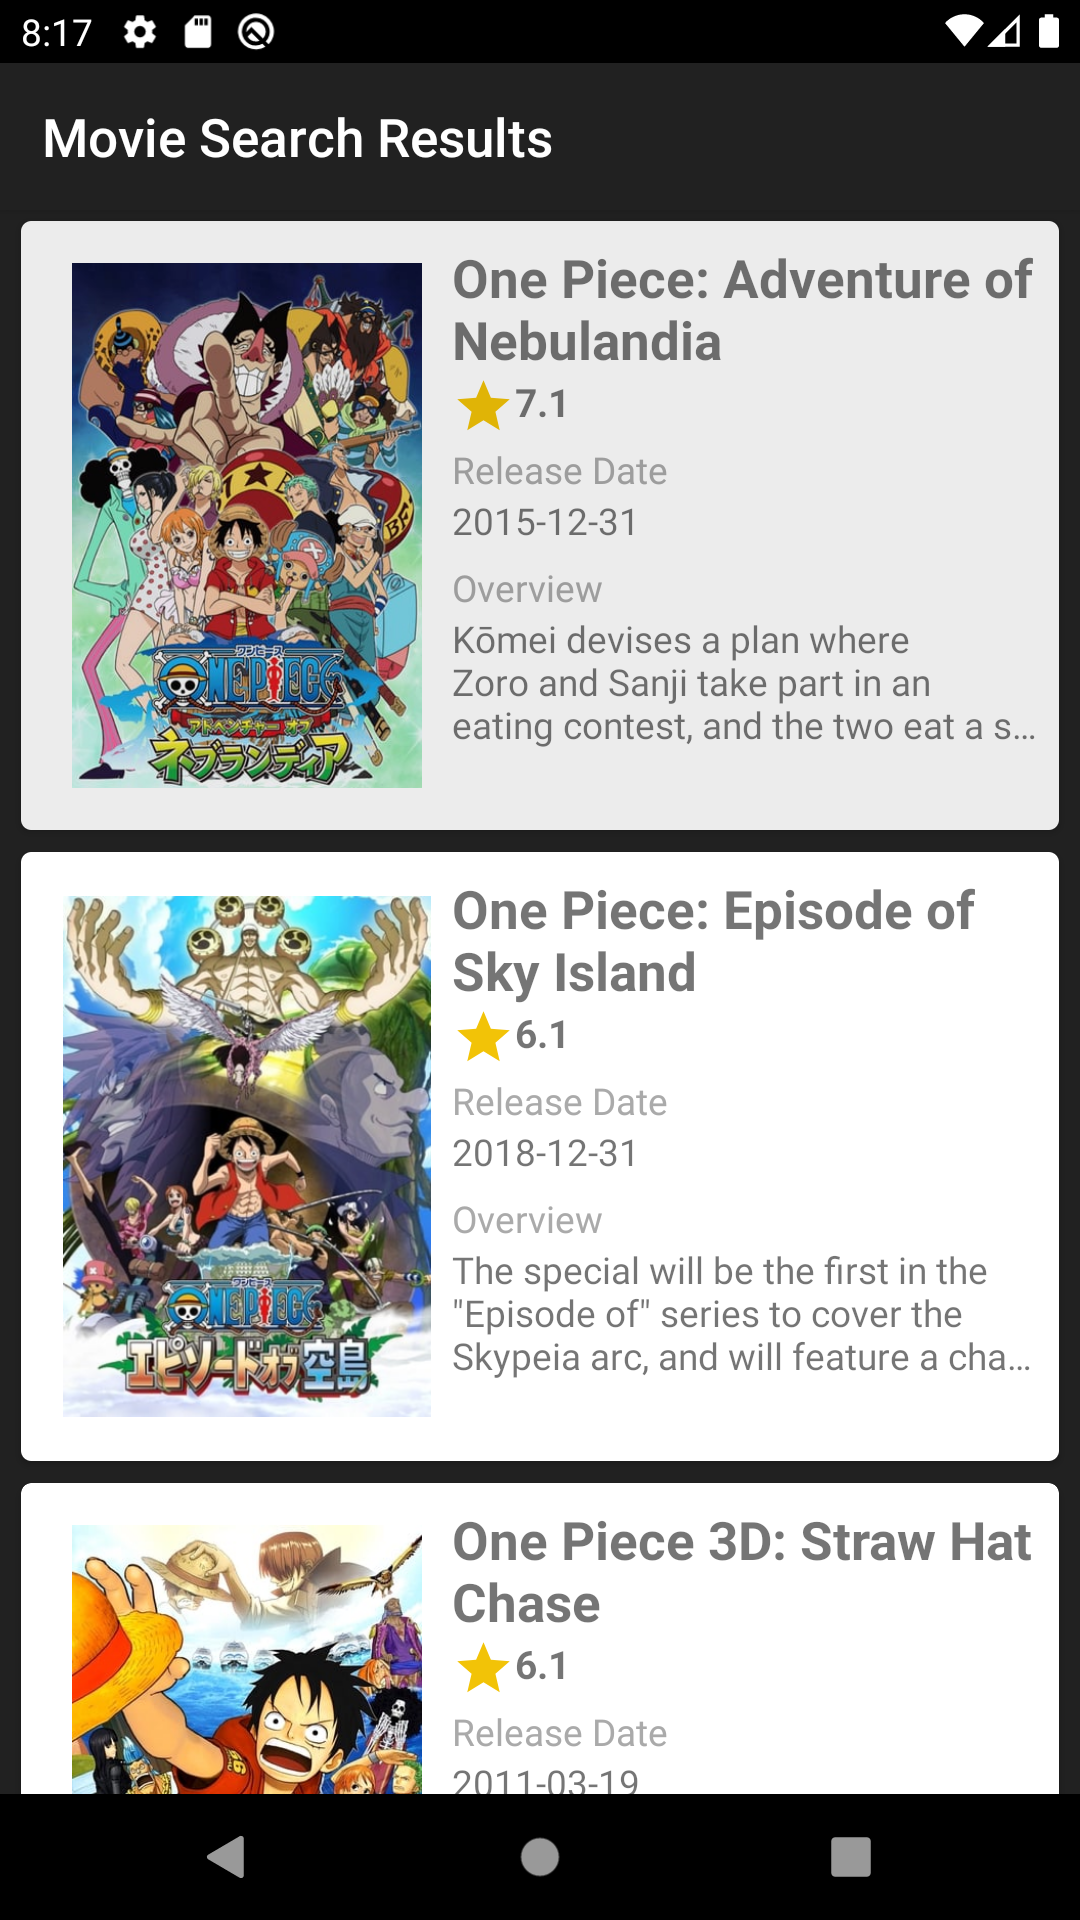 8:17
Movie Search Results
One Piece: Adventure of
Nebulandia
7.1
Release Date
2015-12-31
Overview
Kōmei devises a plan where
Zoro and Sanji take part in an
eating contest, and the two eat a s…
ワンピース
ONE PIECE
アドベンチャー オブ
ネブランディア
One Piece: Episode of
Sky Island
6.1
Release Date
2018-12-31
Overview
The special will be the first in the
"Episode of" series to cover the
Skypeia arc, and will feature a cha…
ワンピース
ONE PIECE
エピソードオブ空島
One Piece 3D: Straw Hat
Chase
6.1
Release Date
2011-03-19